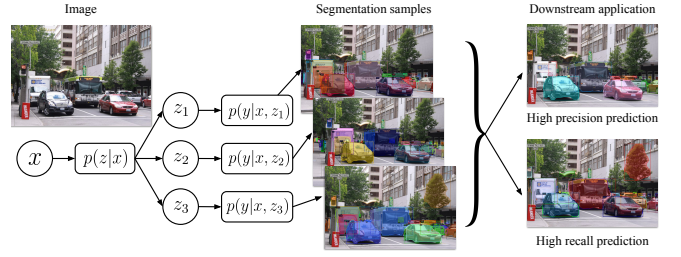 Image
Segmentation samples
Downstream application
x
p(z|x)
z₁
p(y|x, z₁)
z₂
p(y|x, z₂)
z₃
p(y|x, z₃)
High precision prediction
High recall prediction